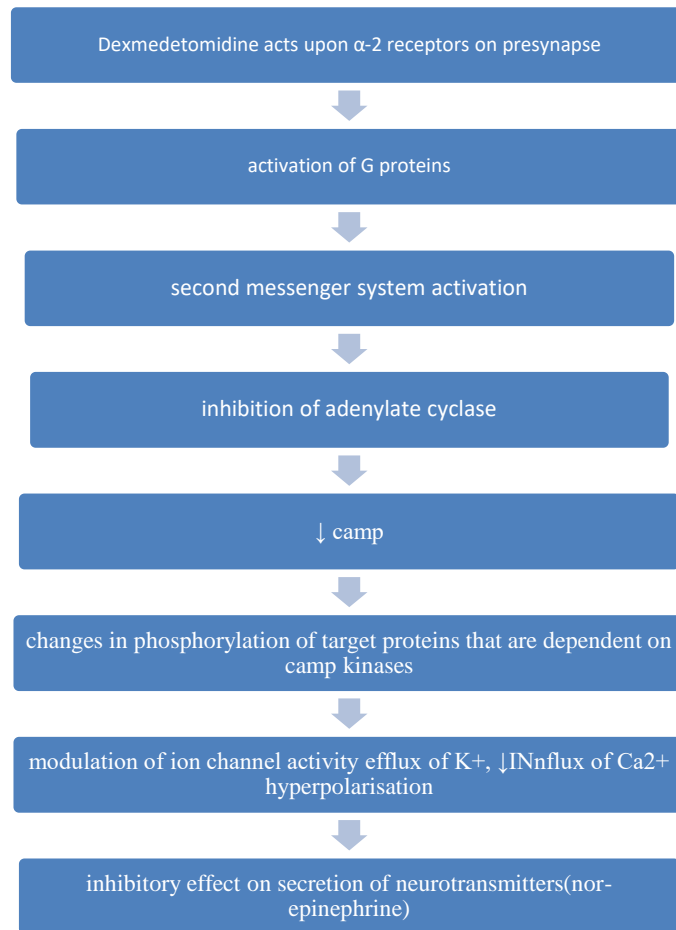 Dexmedetomidine acts upon α-2 receptors on presynapse
activation of G proteins
second messenger system activation
inhibition of adenylate cyclase
↓ camp
changes in phosphorylation of target proteins that are dependent on
camp kinases
modulation of ion channel activity efflux of K+, ↓INnflux of Ca2+
hyperpolarisation
inhibitory effect on secretion of neurotransmitters(nor-
epinephrine)